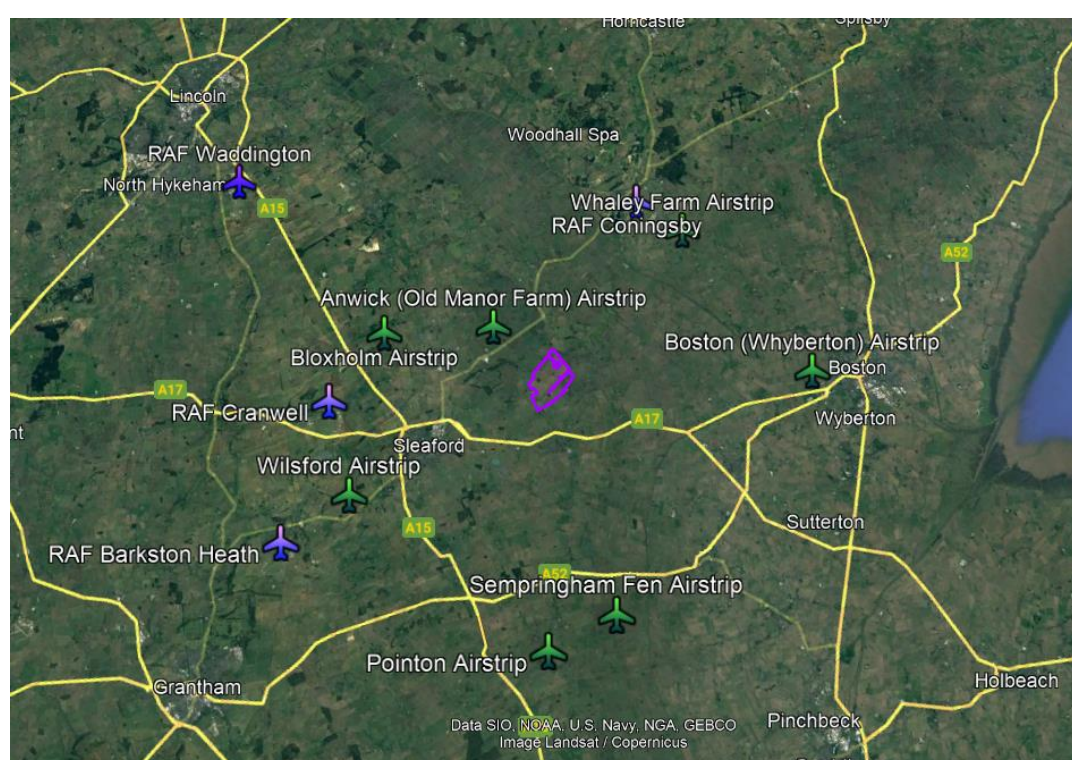 Horncastle
Spilsby
Lincoln
Woodhall Spa
RAF Waddington
North Hykeham
A15
Whaley Farm Airstrip
RAF Coningsby
A52
Anwick (Old Manor Farm) Airstrip
Boston (Whyberton) Airstrip
Bloxholm Airstrip
Boston
A17
RAF Cranwell
A17
Wyberton
Sleaford
Wilsford Airstrip
A15
Sutterton
RAF Barkston Heath
A52
Sempringham Fen Airstrip
Pointon Airstrip
Grantham
Holbeach
Pinchbeck
Data SIO, NOAA, U.S. Navy, NGA, GEBCO
Image Landsat / Copernicus